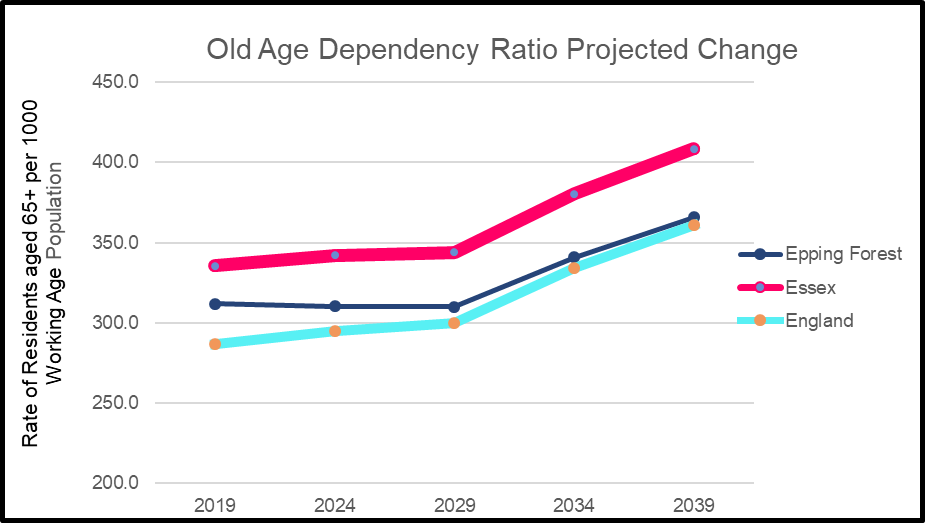 Old Age Dependency Ratio Projected Change
Rate of Residents aged 65+ per 1000
Working Age Population
450.0
400.0
350.0
300.0
250.0
200.0
2019 2024 2029 2034 2039
Epping Forest
Essex
England